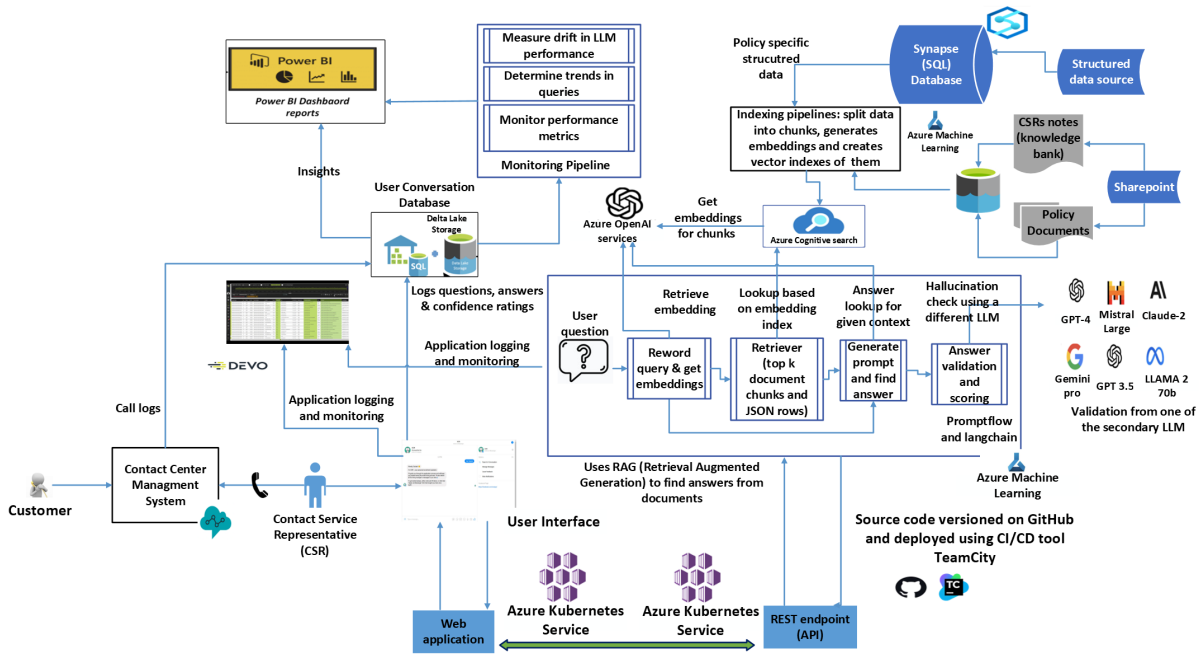 Power BI
Power BI Dashbaord
reports
Measure drift in LLM
performance
Determine trends in
queries
Monitor performance
metrics
Monitoring Pipeline
Policy specific
strucutred
data
Synapse
(SQL)
Database
Structured
data source
Azure Machine
Learning
Indexing pipelines: split data
into chunks, generates
embeddings and creates
vector indexes of them
CSRs notes
(knowledge
bank)
Sharepoint
Policy
Documents
Insights
User Conversation
Database
Delta Lake
Storage
SQL
Data Lake
Storage
Azure OpenAI
services
Get
embeddings
for chunks
Azure Cognitive search
Logs questions, answers
& confidence ratings
Retrieve
embedding
Lookup based
on embedding
index
Answer
lookup for
given context
Hallucination
check using a
different LLM
GPT-4
Mistral
Large
Claude-2
Gemini
pro
GPT 3.5
LLAMA 2
70b
Validation from one of
the secondary LLM
User
question
?
Reword
query & get
embeddings
Retriever
(top k
document
chunks and
JSON rows)
Generate
prompt
and find
answer
Answer
validation
and
scoring
Promptflow
and langchain
Azure Machine
Learning
DEVO
Application logging
and monitoring
Application logging
and monitoring
Call logs
Customer
Contact Center
Managment
System
Contact Service
Representative
(CSR)
User Interface
Uses RAG (Retrieval Augmented
Generation) to find answers from
documents
Source code versioned on GitHub
and deployed using CI/CD tool
TeamCity
TC
Azure Kubernetes
Service
Azure Kubernetes
Service
Web
application
REST endpoint
(API)